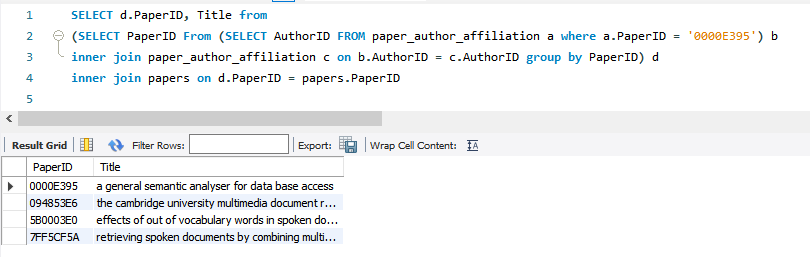 1 SELECT d.PaperID, Title from
2 (SELECT PaperID From (SELECT AuthorID FROM paper_author_affiliation a where a.PaperID = '0000E395') b
3 inner join paper_author_affiliation c on b.AuthorID = c.AuthorID group by PaperID) d
4 inner join papers on d.PaperID = papers.PaperID
5
Result Grid Filter Rows: Export: Wrap Cell Content: IA
PaperID Title
0000E395 a general semantic analyser for data base access
094853E6 the cambridge university multimedia document r...
5B0003E0 effects of out of vocabulary words in spoken do...
7FF5CF5A retrieving spoken documents by combining multi...